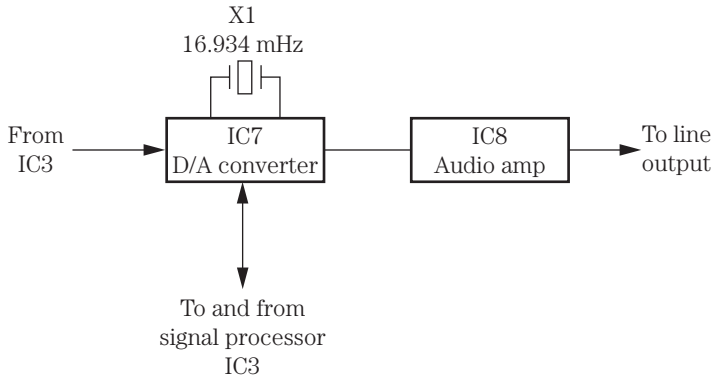 X1
16.934 mHz
From
IC3
IC7
D/A converter
IC8
Audio amp
To line
output
To and from
signal processor
IC3